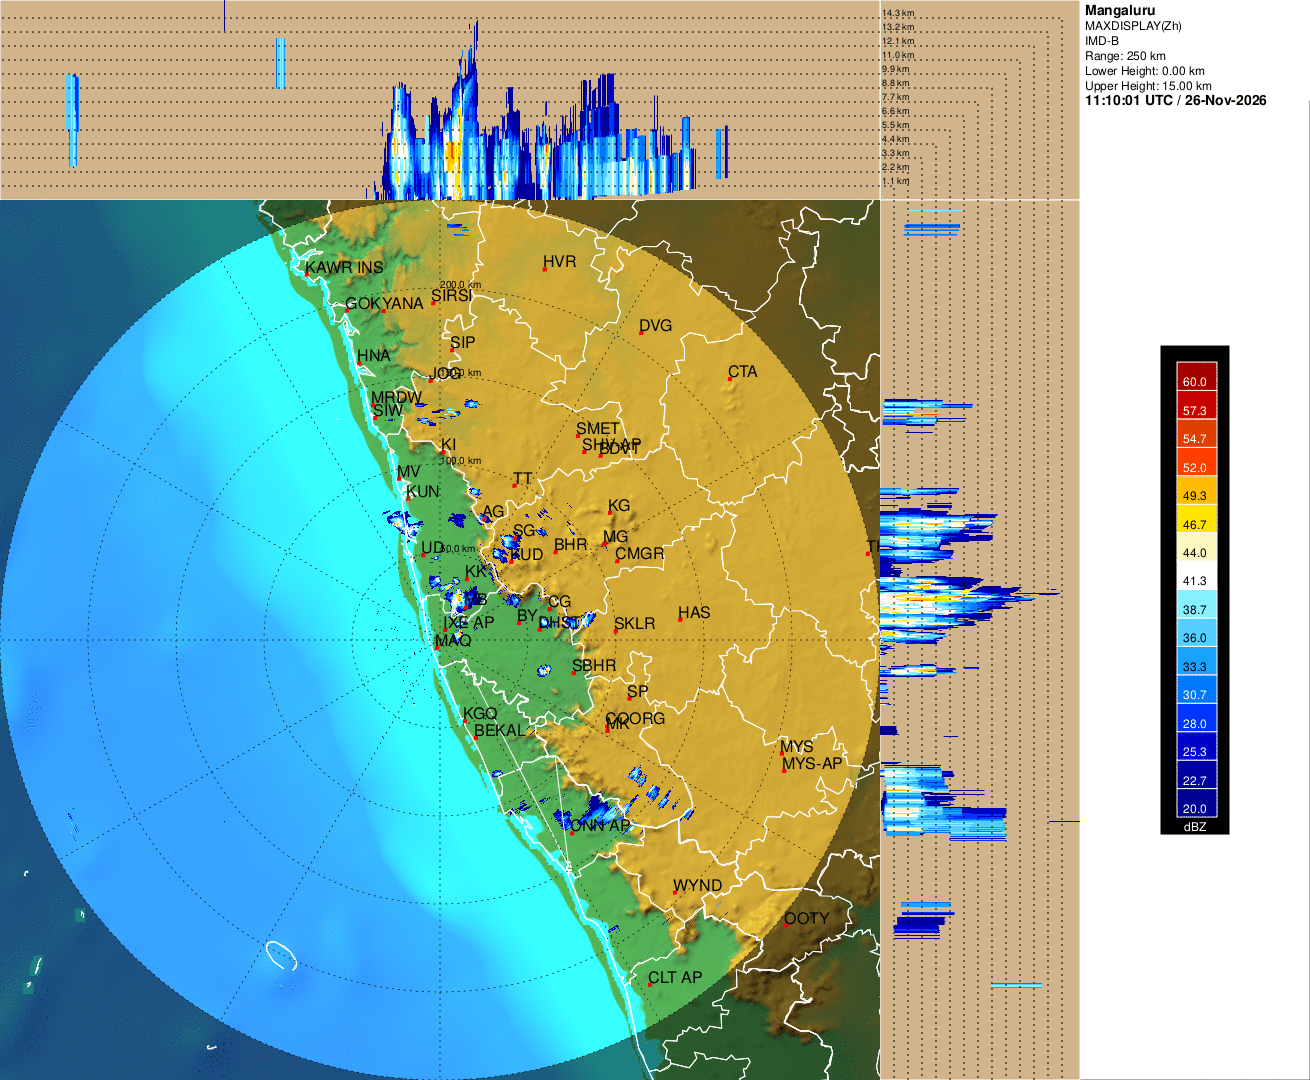 14.3 km
13.2 km
12.1 km
11.0 km
9.9 km
8.8 km
7.7 km
6.6 km
5.5 km
4.4 km
3.3 km
2.2 km
1.1 km
Mangaluru
MAXDISPLAY(Zh)
IMD-B
Range: 250 km
Lower Height: 0.00 km
Upper Height: 15.00 km
11:10:01 UTC / 26-Nov-2026
KAWR INS
HVR
200.0 km
GOKYANA
SIRSI
DVG
SIP
HNA
JOG
CTA
MRDW
SIW
SMET
KI
SHV-AP
BDVT
100.0 km
MV
TT
KUN
KG
AG
SG
MG
UD
50.0 km
KUD
BHR
CMGR
KK
MB
CG
IXE AP
BY
DHST
SKLR
HAS
MAQ
SBHR
SP
KGQ
COORG
MK
BEKAL
MYS
MYS-AP
CNN AP
WYND
OOTY
CLT AP
60.0
57.3
54.7
52.0
49.3
46.7
44.0
41.3
38.7
36.0
33.3
30.7
28.0
25.3
22.7
20.0
dBZ